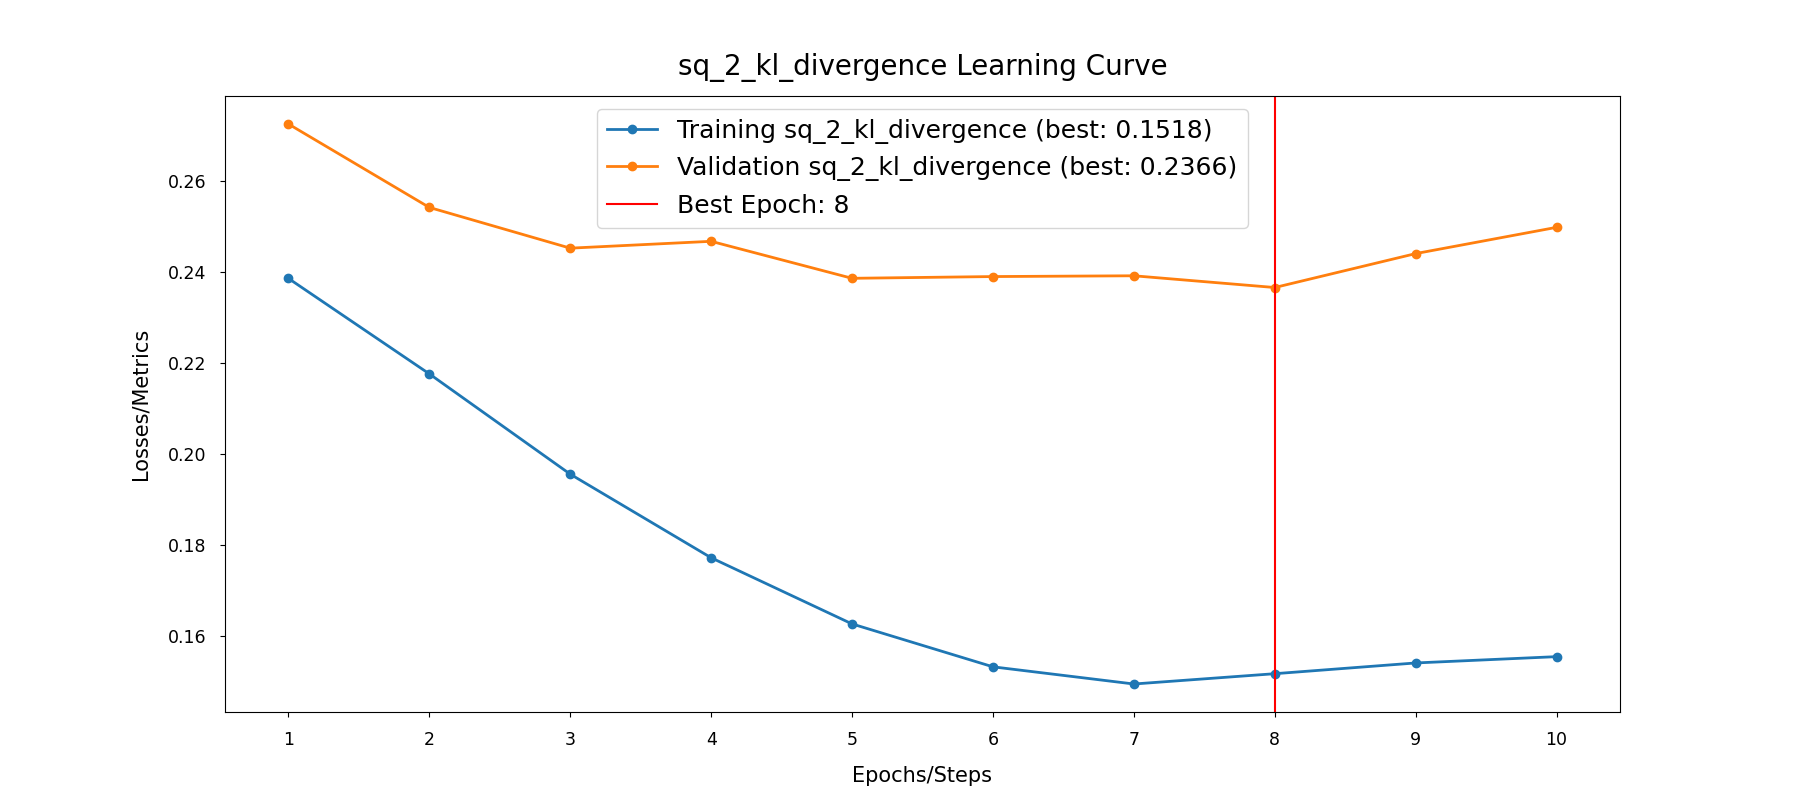 sq_2_kl_divergence Learning Curve
Training sq_2_kl_divergence (best: 0.1518)
Validation sq_2_kl_divergence (best: 0.2366)
Best Epoch: 8
Losses/Metrics
0.26
0.24
0.22
0.20
0.18
0.16
1 2 3 4 5 6 7 8 9 10
Epochs/Steps